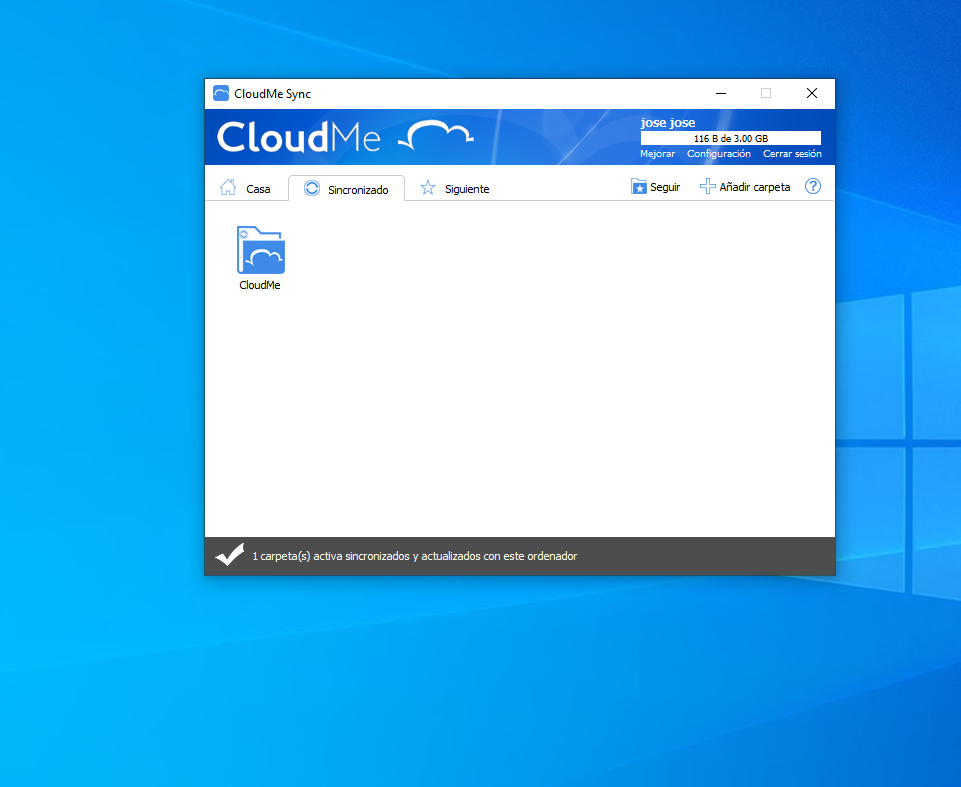 CloudMe Sync
CloudMe
jose jose
116 B de 3.00 GB
Mejorar Configuración Cerrar sesión
Casa Sincronizado Siguiente Seguir Añadir carpeta ?
CloudMe
1 carpeta(s) activa sincronizados y actualizados con este ordenador